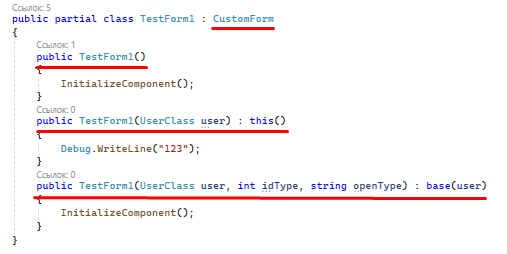 Ссылок: 5
public partial class TestForm1 : CustomForm
{
Ссылок: 1
public TestForm1()
{
InitializeComponent();
}
Ссылок: 0
public TestForm1(UserClass user) : this()
{
Debug.WriteLine("123");
}
Ссылок: 0
public TestForm1(UserClass user, int idType, string openType) : base(user)
{
InitializeComponent();
}
}